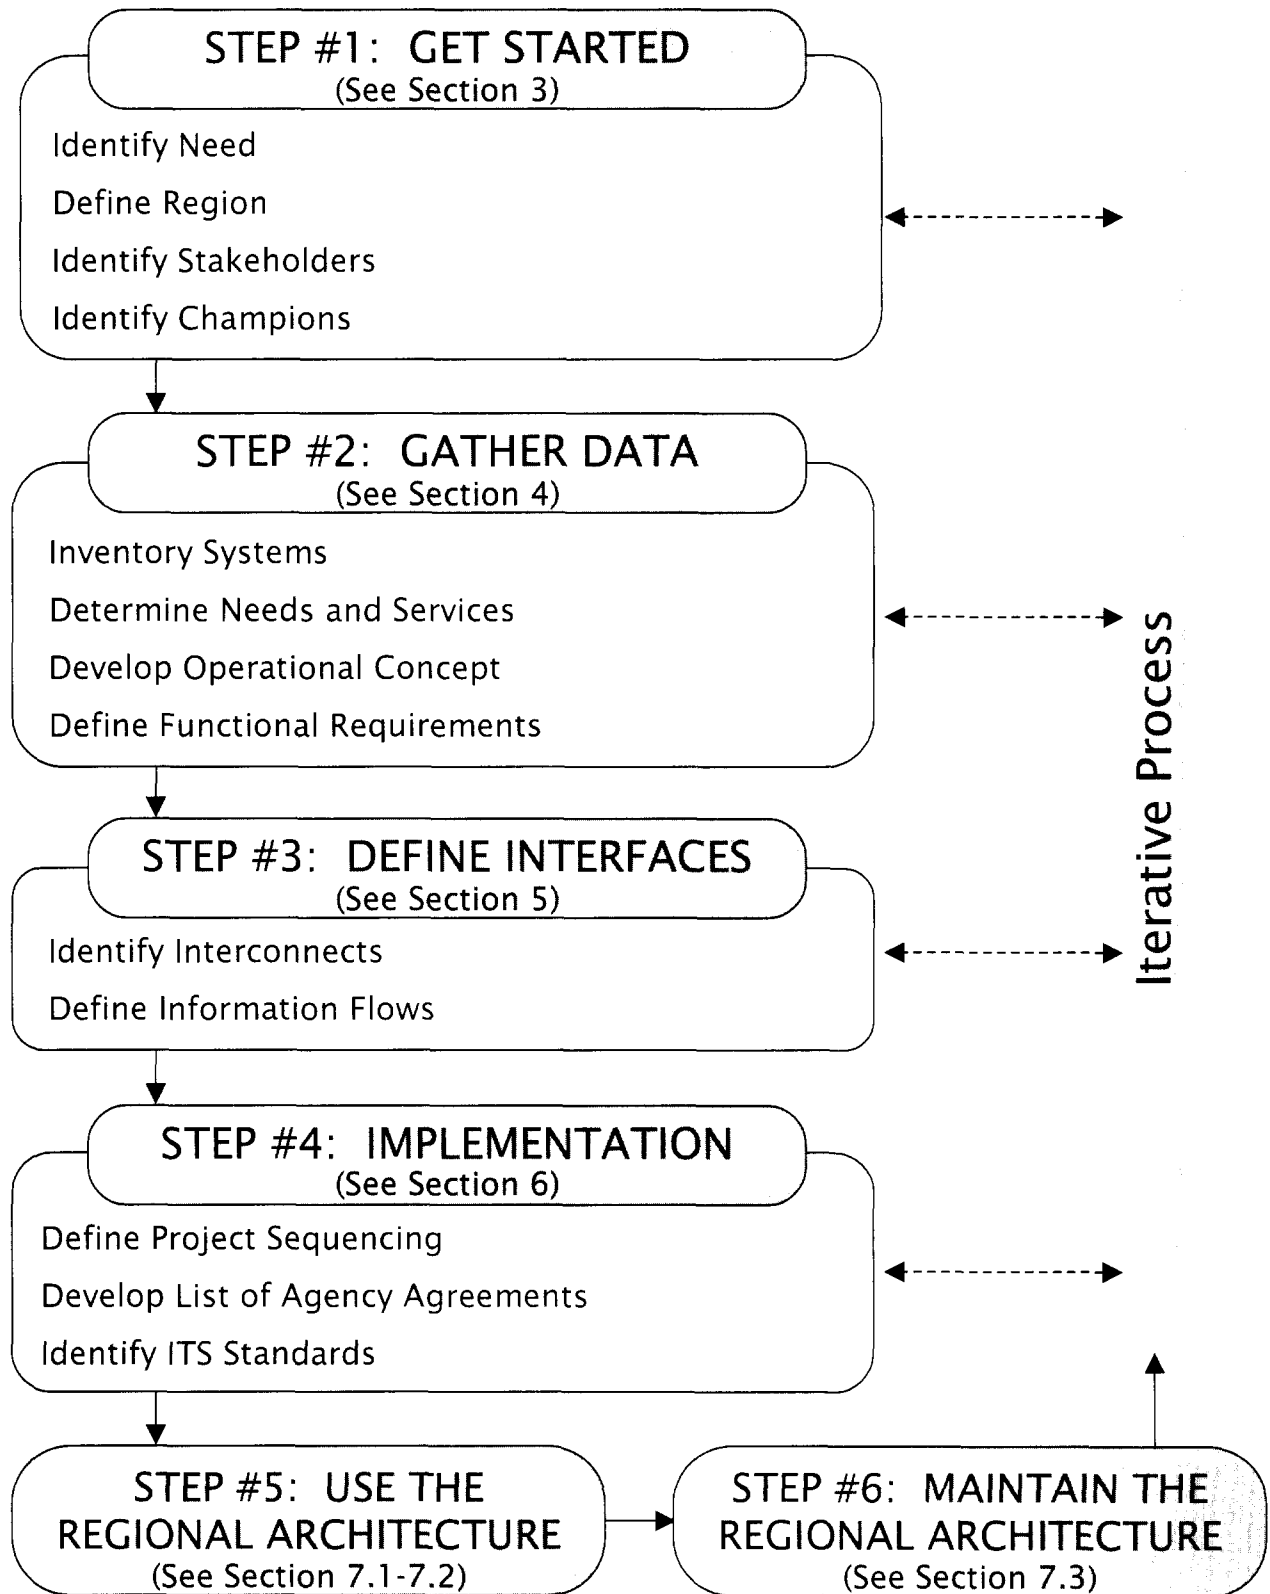 STEP #1: GET STARTED
(See Section 3)
Identify Need
Define Region
Identify Stakeholders
Identify Champions
STEP #2: GATHER DATA
(See Section 4)
Inventory Systems
Determine Needs and Services
Develop Operational Concept
Define Functional Requirements
STEP #3: DEFINE INTERFACES
(See Section 5)
Identify Interconnects
Define Information Flows
STEP #4: IMPLEMENTATION
(See Section 6)
Define Project Sequencing
Develop List of Agency Agreements
Identify ITS Standards
STEP #5: USE THE
REGIONAL ARCHITECTURE
(See Section 7.1-7.2)
STEP #6: MAINTAIN THE
REGIONAL ARCHITECTURE
(See Section 7.3)
Iterative Process